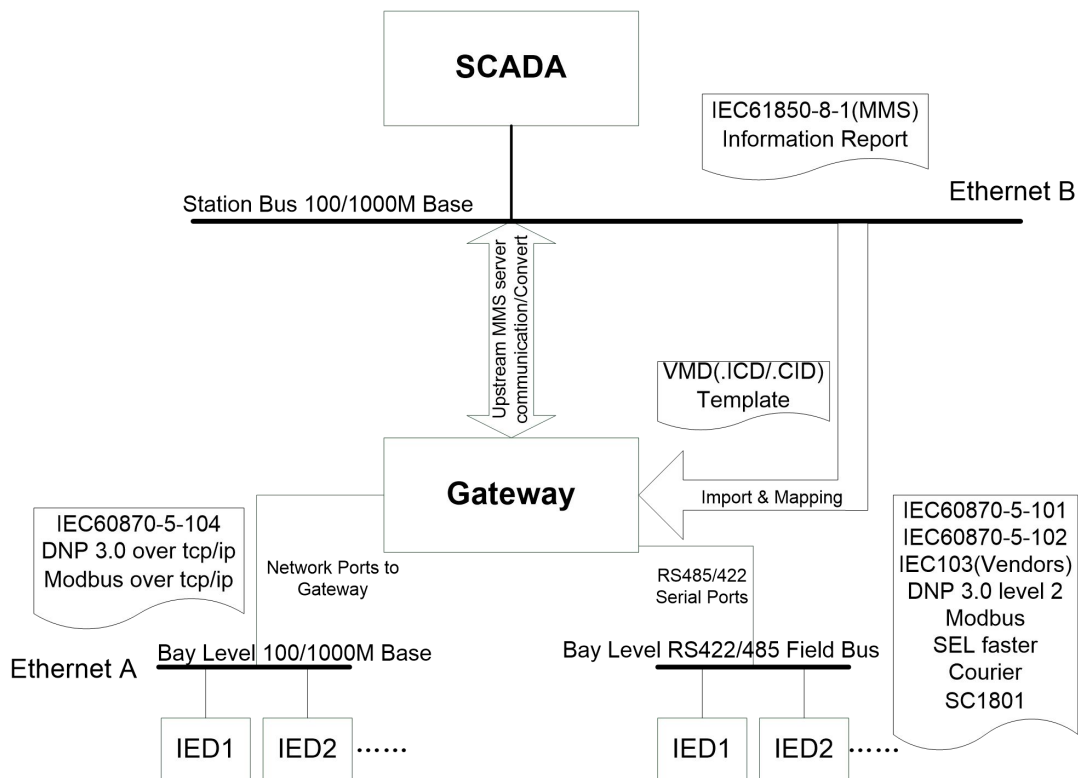 SCADA
IEC61850-8-1(MMS)
Information Report
Ethernet B
Station Bus 100/1000M Base
Upstream MMS server
communication/Convert
VMD(.ICD/.CID)
Template
Gateway
Import & Mapping
IEC60870-5-104
DNP 3.0 over tcp/ip
Modbus over tcp/ip
Network Ports to
Gateway
RS485/422
Serial Ports
IEC60870-5-101
IEC60870-5-102
IEC103(Vendors)
DNP 3.0 level 2
Modbus
SEL faster
Courier
SC1801
Ethernet A
Bay Level 100/1000M Base
Bay Level RS422/485 Field Bus
IED1
IED2
······
IED1
IED2
······